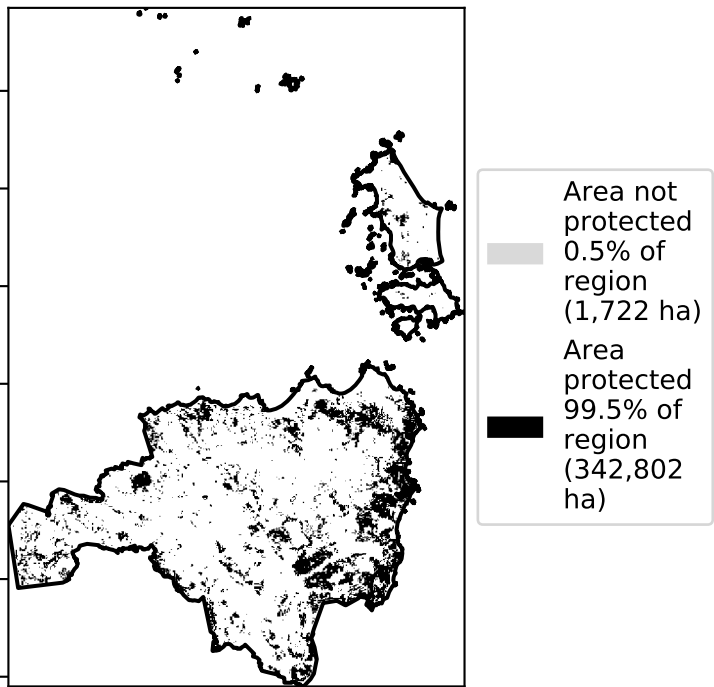 Area not
protected
0.5% of
region
(1,722 ha)
Area
protected
99.5% of
region
(342,802
ha)